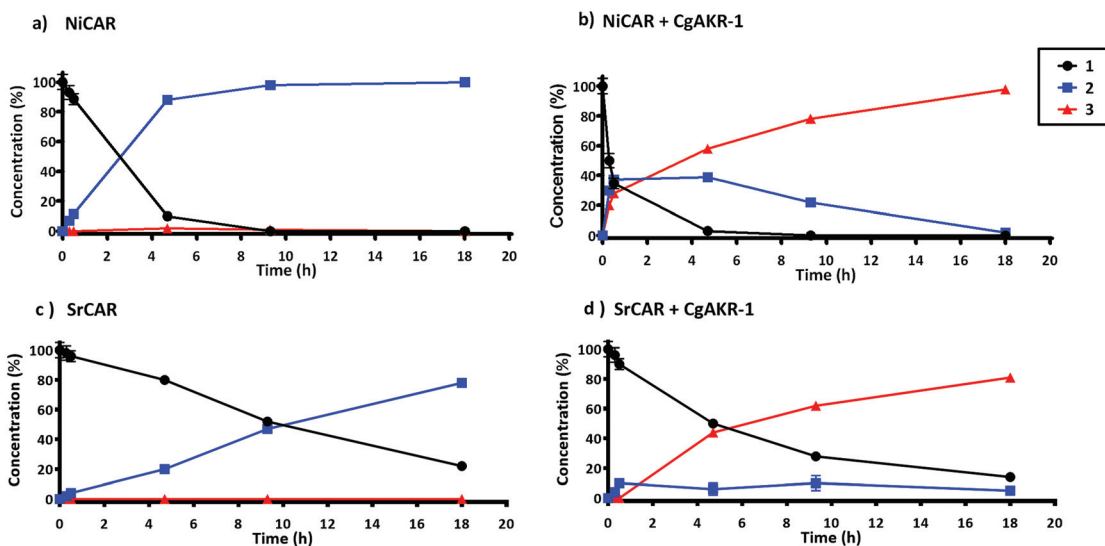 a) NiCAR
Concentration (%)
100
80
60
40
20
0
0 2 4 6 8 10 12 14 16 18 20
Time (h)
b) NiCAR + CgAKR-1
Concentration (%)
100
80
60
40
20
0
0 2 4 6 8 10 12 14 16 18 20
Time (h)
1
2
3
c) SrCAR
Concentration (%)
100
80
60
40
20
0
0 2 4 6 8 10 12 14 16 18 20
Time (h)
d ) SrCAR + CgAKR-1
Concentration (%)
100
80
60
40
20
0
0 2 4 6 8 10 12 14 16 18 20
Time (h)